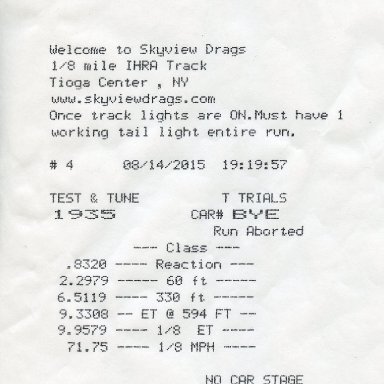 Welcome to Skyview Drags
1/8 mile IHRA Track
Tioga Center , NY
www.skyviewdrags.com
Once track lights are ON.Must have 1
working tail light entire run.
# 4 08/14/2015 19:19:57
TEST & TUNE T TRIALS
1935 CAR# BYE
Run Aborted
--- Class ---
.8320 ---- Reaction ----
2.2979 ----- 60 ft -----
6.5119 ---- 330 ft -----
9.3308 -- ET @ 594 FT --
9.9579 ---- 1/8 ET ----
71.75 ---- 1/8 MPH ----
NO CAR STAGE